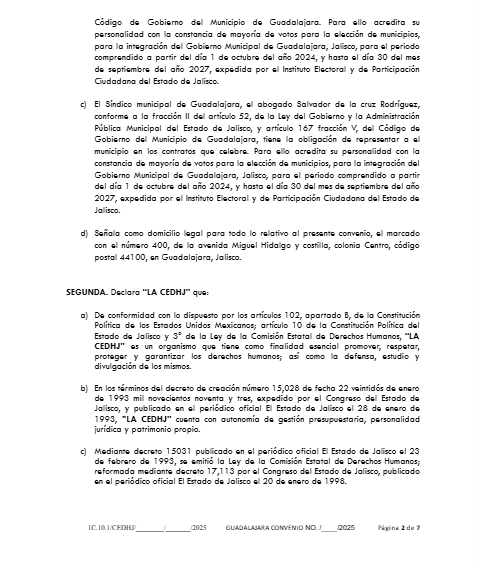 Código de Gobierno del Municipio de Guadalajara. Para ello acredita su
personalidad con la constancia de mayoría de votos para la elección de municipios,
para la integración del Gobierno Municipal de Guadalajara, Jalisco, para el periodo
comprendido a partir del día 1 de octubre del año 2024, y hasta el día 30 del mes
de septiembre del año 2027, expedida por el Instituto Electoral y de Participación
Ciudadana del Estado de Jalisco.
c) El Síndico municipal de Guadalajara, el abogado Salvador de la cruz Rodríguez,
conforme a la fracción II del artículo 52, de la Ley del Gobierno y la Administración
Pública Municipal del Estado de Jalisco, y artículo 167 fracción V, del Código de
Gobierno del Municipio de Guadalajara, tiene la obligación de representar a el
municipio en los contratos que celebre. Para ello acredita su personalidad con la
constancia de mayoría de votos para la elección de municipios, para la integración del
Gobierno Municipal de Guadalajara, Jalisco, para el periodo comprendido a partir
del día 1 de octubre del año 2024, y hasta el día 30 del mes de septiembre del año
2027, expedida por el Instituto Electoral y de Participación Ciudadana del Estado de
Jalisco.
d) Señala como domicilio legal para todo lo relativo al presente convenio, el marcado
con el número 400, de la avenida Miguel Hidalgo y costilla, colonia Centro, código
postal 44100, en Guadalajara, Jalisco.
SEGUNDA. Declara "LA CEDHJ" que:
a) De conformidad con lo dispuesto por los artículos 102, apartado B, de la Constitución
Política de los Estados Unidos Mexicanos; artículo 10 de la Constitución Política del
Estado de Jalisco y 3° de la Ley de la Comisión Estatal de Derechos Humanos, "LA
CEDHJ" es un organismo que tiene como finalidad esencial promover, respetar,
proteger y garantizar los derechos humanos; así como la defensa, estudio y
divulgación de los mismos.
b) En los términos del decreto de creación número 15,028 de fecha 22 veintidós de enero
de 1993 mil novecientos noventa y tres, expedido por el Congreso del Estado de
Jalisco, y publicado en el periódico oficial El Estado de Jalisco el 28 de enero de
1993, "LA CEDHJ" cuenta con autonomía de gestión presupuestaria, personalidad
jurídica y patrimonio propio.
c) Mediante decreto 15031 publicado en el periódico oficial El Estado de Jalisco el 23
de febrero de 1993, se emitió la Ley de la Comisión Estatal de Derechos Humanos;
reformada mediante decreto 17,113 por el Congreso del Estado de Jalisco, publicado
en el periódico oficial El Estado de Jalisco el 20 de enero de 1998.
1C.10.1/CEDHJ/_______/______/2025 GUADALAJARA CONVENIO NO. /____/2025 Página 2 de 7